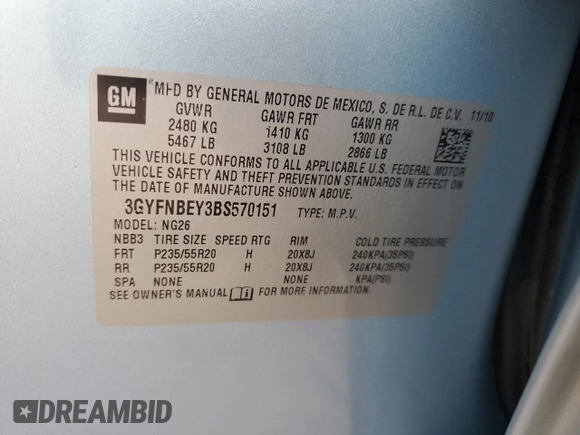 GM
MFD BY GENERAL MOTORS DE MEXICO, S. DE R.L. DE C.V. 11/10
GVWR GAWR FRT GAWR RR
2480 KG 1410 KG 1300 KG
5467 LB 3108 LB 2866 LB
THIS VEHICLE CONFORMS TO ALL APPLICABLE U.S. FEDERAL MOTOR
VEHICLE SAFETY AND THEFT PREVENTION STANDARDS IN EFFECT ON
THE DATE OF MANUFACTURE SHOWN ABOVE.
3GYFNBEY3BS570151 TYPE: M.P.V.
MODEL: NG26
NBB3 TIRE SIZE SPEED RTG RIM COLD TIRE PRESSURE
FRT P235/55R20 H 20X8J 240KPA(35PSI)
RR P235/55R20 H 20X8J 240KPA(35PSI)
SPA NONE NONE KPA(PSI)
SEE OWNER'S MANUAL FOR MORE INFORMATION.
DREAMBID